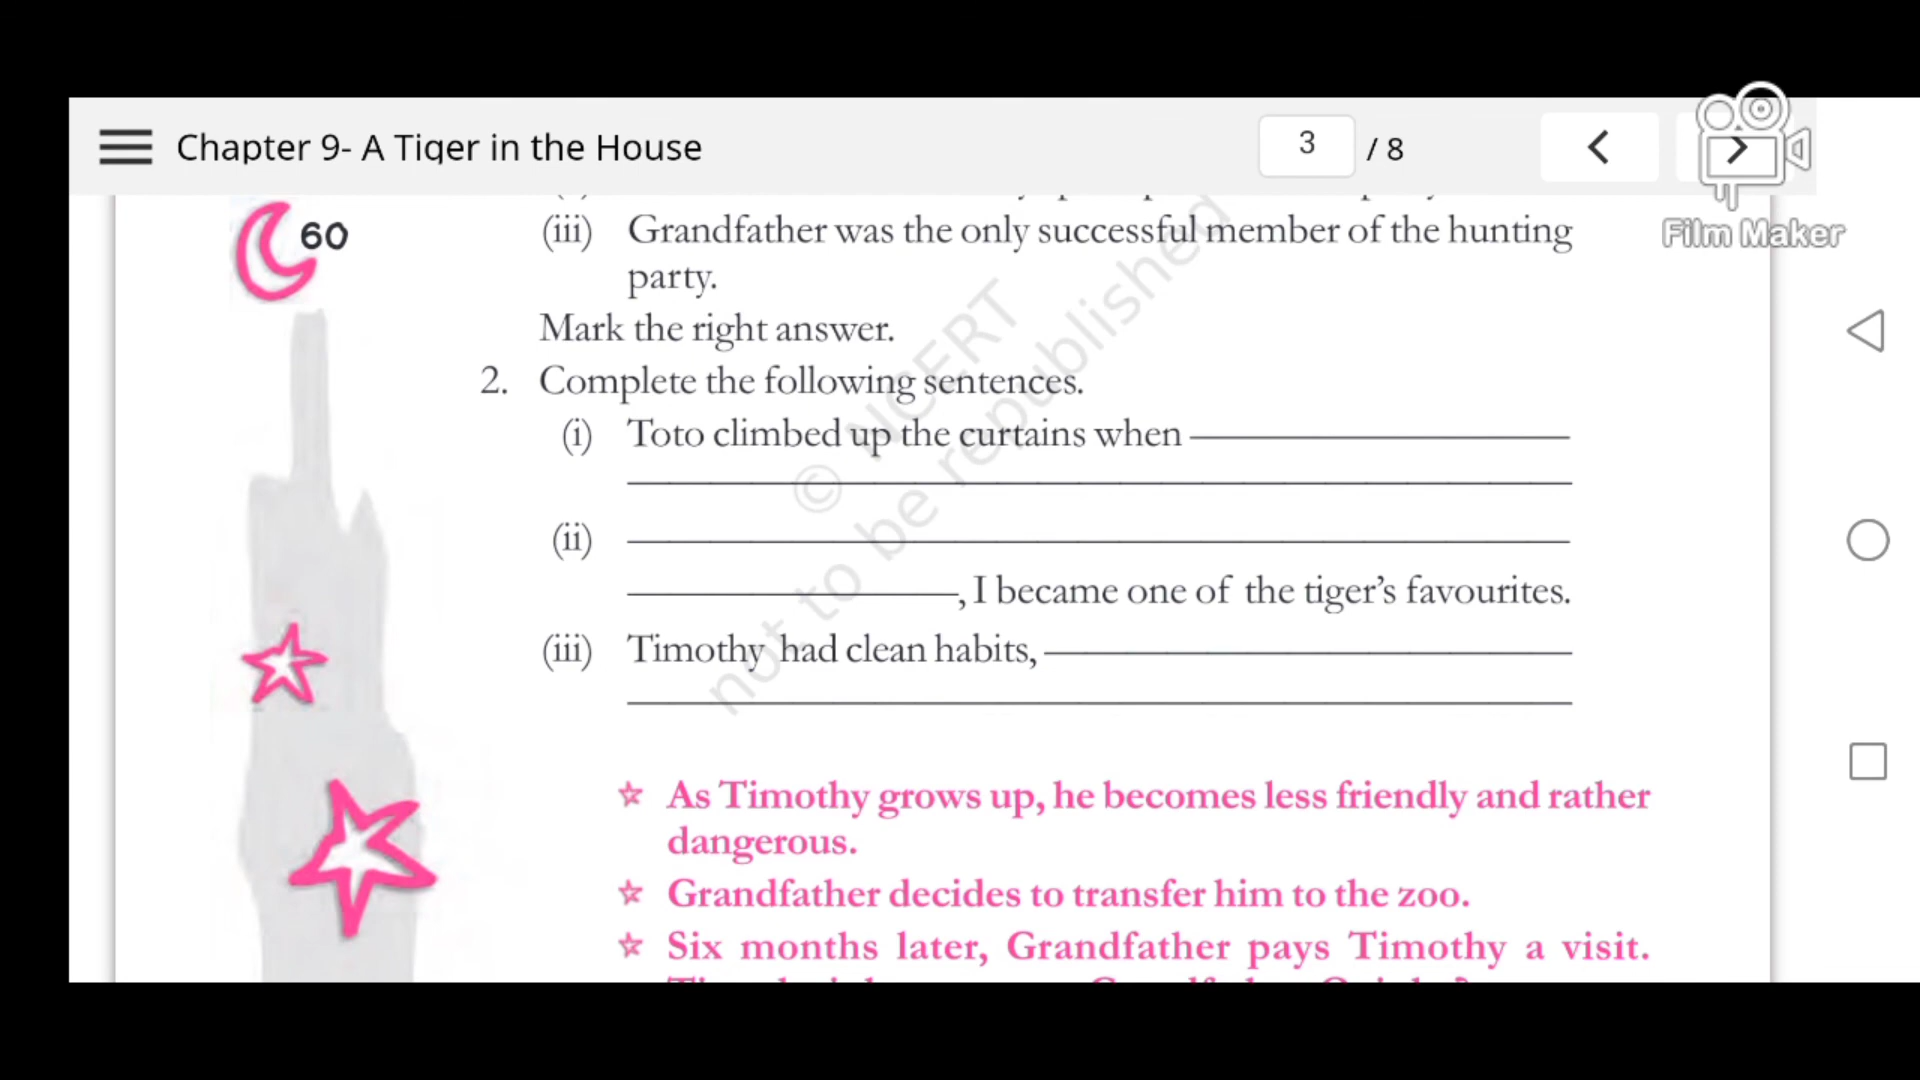 Chapter 9- A Tiger in the House
3 / 8
Film Maker
60
(iii) Grandfather was the only successful member of the hunting
party.
Mark the right answer.
2. Complete the following sentences.
(i) Toto climbed up the curtains when
(ii)
, I became one of the tiger's favourites.
(iii) Timothy had clean habits,
© NCERT
not to be republished
☆ As Timothy grows up, he becomes less friendly and rather
dangerous.
☆ Grandfather decides to transfer him to the zoo.
☆ Six months later, Grandfather pays Timothy a visit.